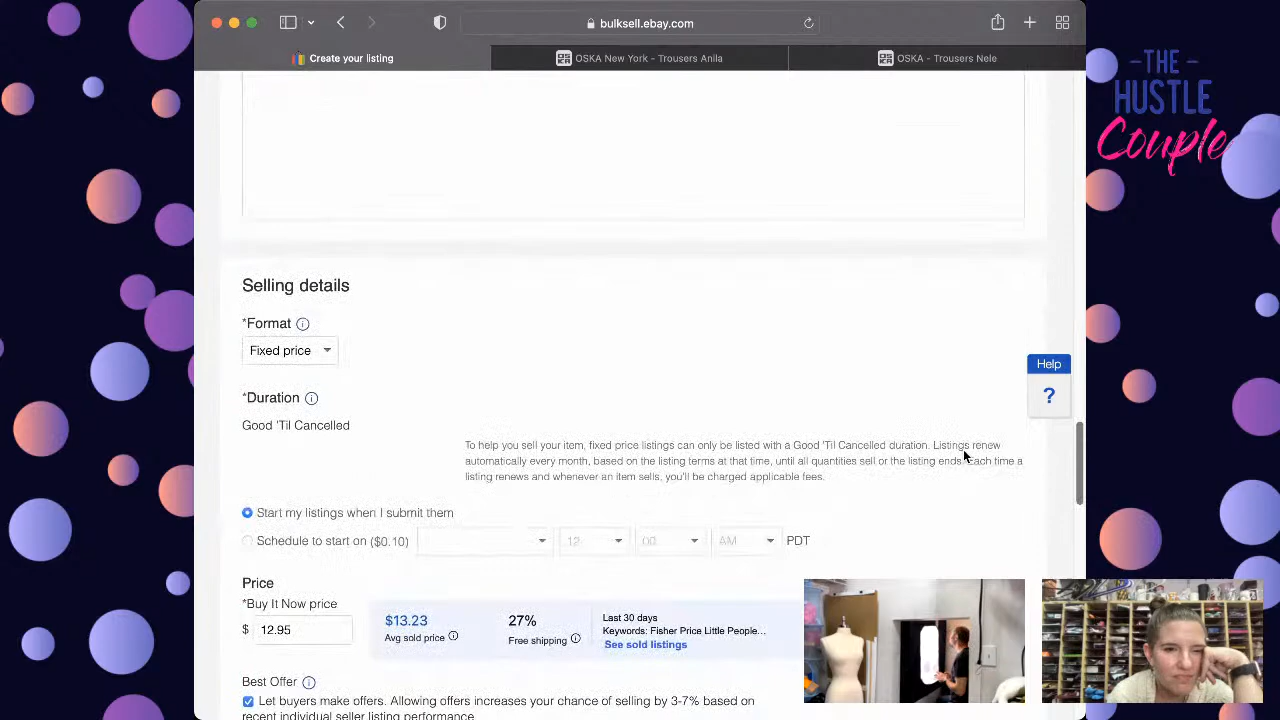 bulksell.ebay.com
Create your listing
OSKA New York - Trousers Anila
OSKA - Trousers Nele
THE
HUSTLE
Couple
Selling details
*Format
Fixed price
Help
?
*Duration
Good 'Til Cancelled
To help you sell your item, fixed price listings can only be listed with a Good 'Til Cancelled duration. Listings renew
automatically every month, based on the listing terms at that time, until all quantities sell or the listing ends. Each time a
listing renews and whenever an item sells, you'll be charged applicable fees.
Start my listings when I submit them
Schedule to start on ($0.10)
12
00
AM
PDT
Price
*Buy It Now price
$ 12.95
$13.23
Avg sold price
27%
Free shipping
Last 30 days
Keywords: Fisher Price Little People...
See sold listings
Best Offer
Let buyers make offers. Allowing offers increases your chance of selling by 3-7% based on
recent individual seller listing performance.